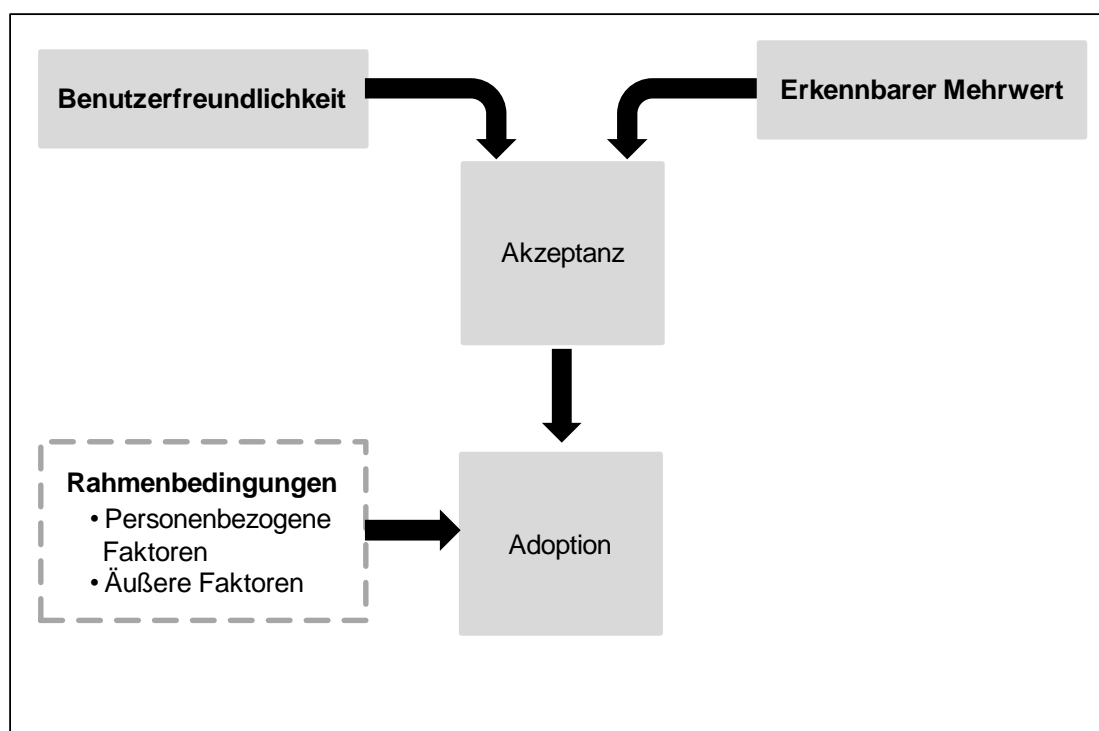 Benutzerfreundlichkeit
Erkennbarer Mehrwert
Akzeptanz
Rahmenbedingungen
• Personenbezogene
Faktoren
• Äußere Faktoren
Adoption